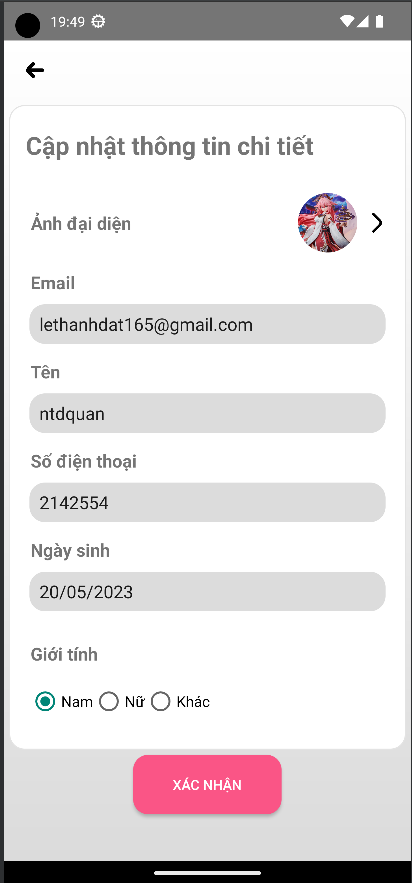 19:49
Cập nhật thông tin chi tiết
Ảnh đại diện
Email
lethanhdat165@gmail.com
Tên
ntdquan
Số điện thoại
2142554
Ngày sinh
20/05/2023
Giới tính
Nam Nữ Khác
XÁC NHẬN